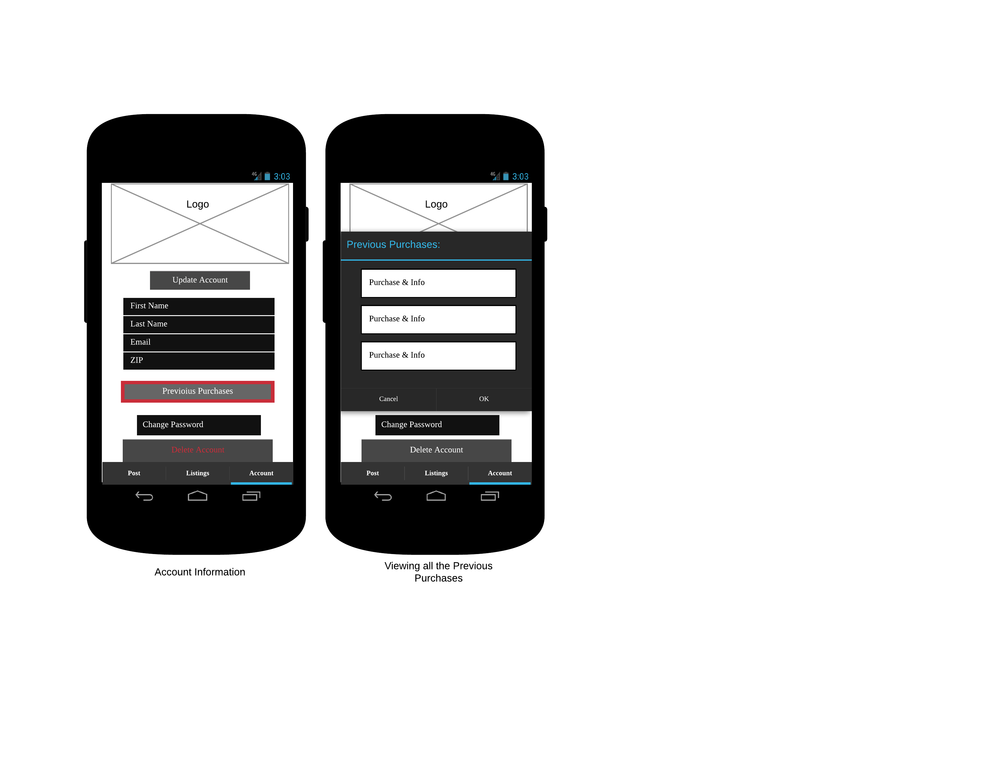 4G 3:03
Logo
Update Account
First Name
Last Name
Email
ZIP
Previoius Purchases
Change Password
Delete Account
Post Listings Account
Account Information
4G 3:03
Logo
Previous Purchases:
Purchase & Info
Purchase & Info
Purchase & Info
Cancel OK
Change Password
Delete Account
Post Listings Account
Viewing all the Previous
Purchases